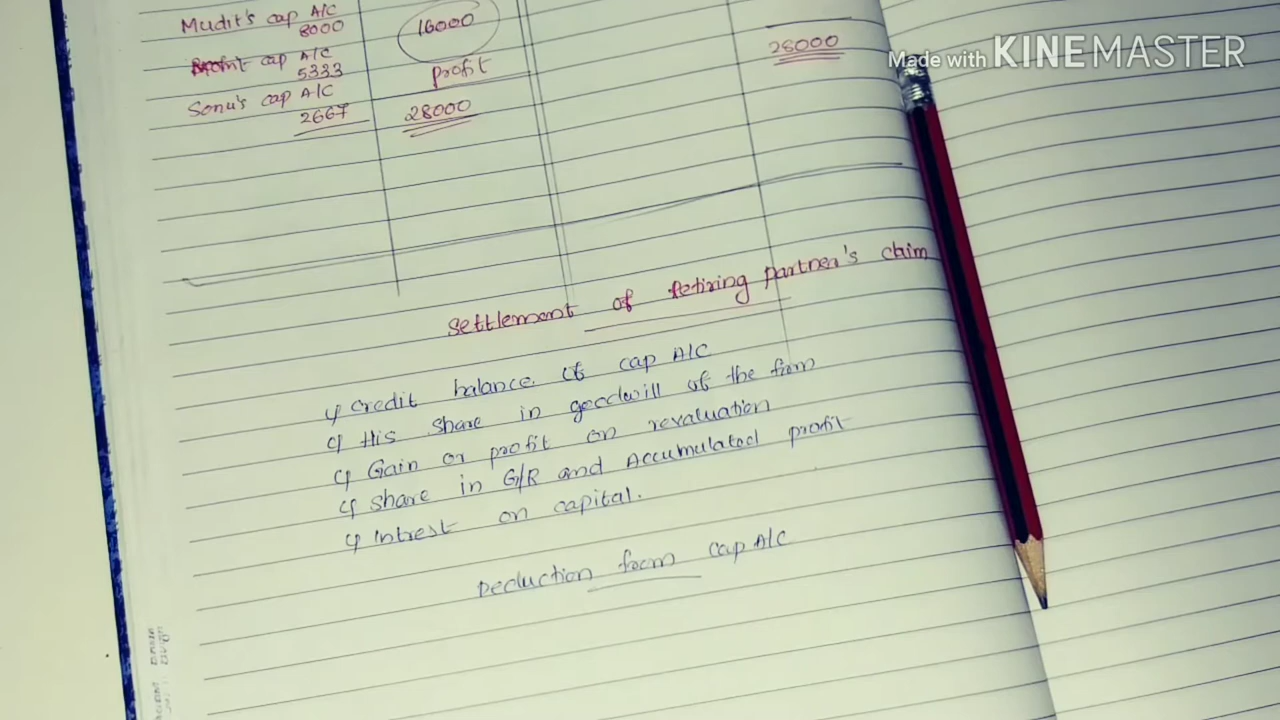 Mudit's cap A/C
8000
16000
cap A/C
5333
profit
Sonu's cap A/C
2667
28000
28000
Made with KINEMASTER
Settlement of Retiring partner's claim
Credit balance of cap A/C
His share in goodwill of the firm
Gain or profit on revaluation
share in G/R and Accumulated profit
Intrest on capital.
Deduction from cap A/C